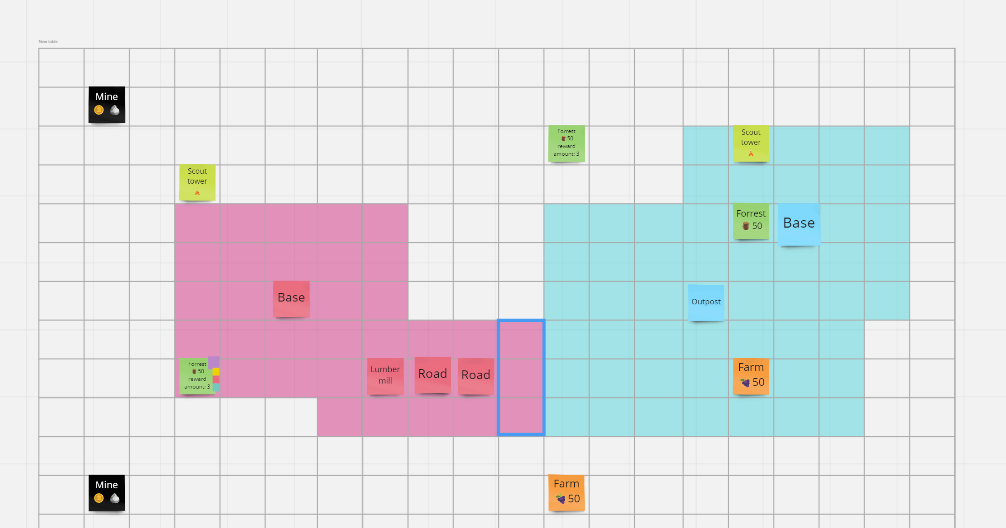 New table
Mine
Forrest
50
reward
amount: 3
Scout
tower
Scout
tower
Forrest
50
Base
Base
Outpost
Forrest
50
reward
amount: 3
Lumber
mill
Road
Road
Farm
50
Mine
Farm
50